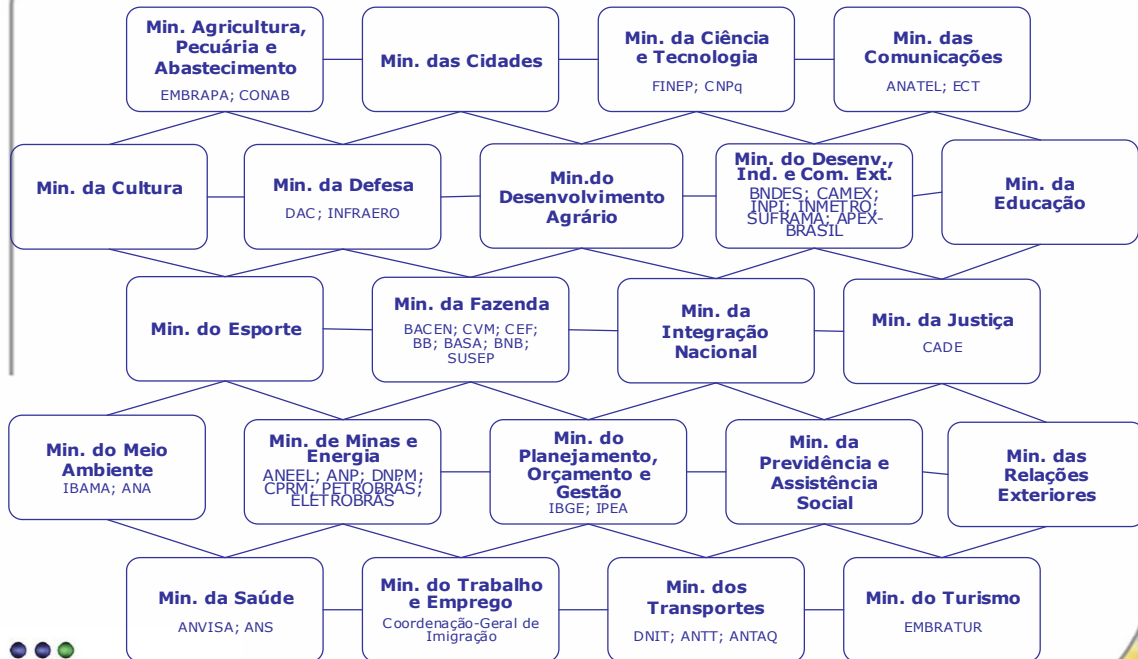 Min. Agricultura,
Pecuária e
Abastecimento
EMBRAPA; CONAB
Min. das Cidades
Min. da Ciência
e Tecnologia
FINEP; CNPq
Min. das
Comunicações
ANATEL; ECT
Min. da Cultura
Min. da Defesa
DAC; INFRAERO
Min.do
Desenvolvimento
Agrário
Min. do Desenv.,
Ind. e Com. Ext.
BNDES; CAMEX;
INPI; INMETRO;
SUFRAMA; APEX-
BRASIL
Min. da
Educação
Min. do Esporte
Min. da Fazenda
BACEN; CVM; CEF;
BB; BASA; BNB;
SUSEP
Min. da
Integração
Nacional
Min. da Justiça
CADE
Min. do Meio
Ambiente
IBAMA; ANA
Min. de Minas e
Energia
ANEEL; ANP; DNPM;
CPRM; PETROBRÁS;
ELETROBRÁS
Min. do
Planejamento,
Orçamento e
Gestão
IBGE; IPEA
Min. da
Previdência e
Assistência
Social
Min. das
Relações
Exteriores
Min. da Saúde
ANVISA; ANS
Min. do Trabalho
e Emprego
Coordenação-Geral de
Imigração
Min. dos
Transportes
DNIT; ANTT; ANTAQ
Min. do Turismo
EMBRATUR